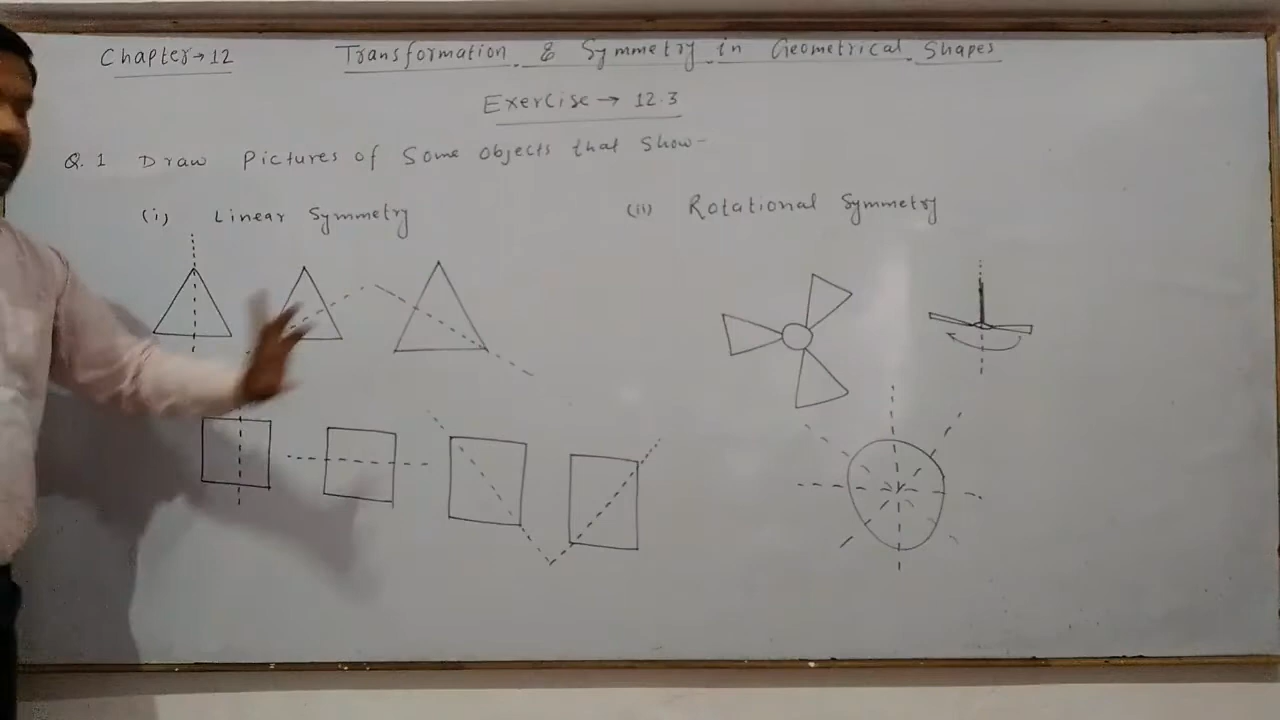 Chapter → 12
Transformation & Symmetry in Geometrical Shapes
Exercise → 12.3
Q. 1 Draw Pictures of Some objects that show-
(i) Linear Symmetry
(ii) Rotational Symmetry